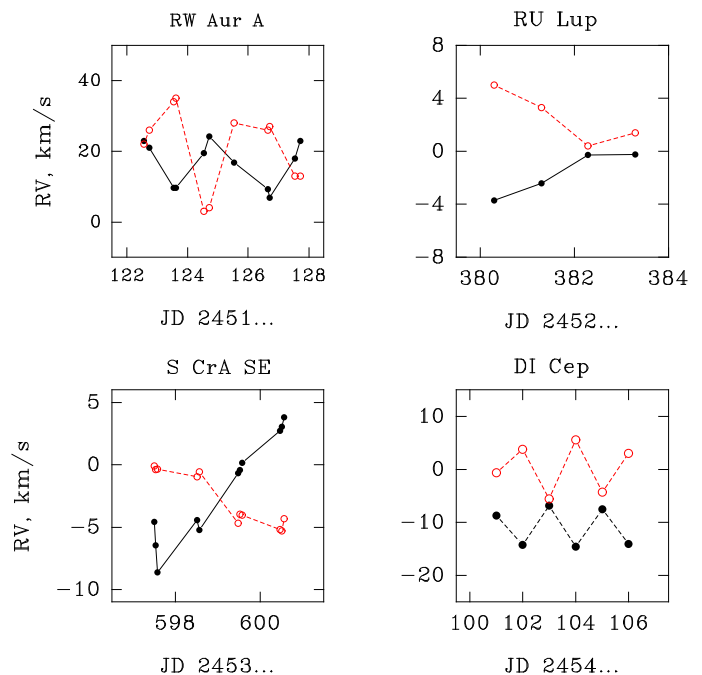 RW Aur A
RU Lup
40
20
0
RV, km/s
122 124 126 128
JD 2451...
8
4
0
−4
−8
380 382 384
JD 2452...
S CrA SE
DI Cep
5
0
−5
−10
RV, km/s
598 600
JD 2453...
10
0
−10
−20
100 102 104 106
JD 2454...